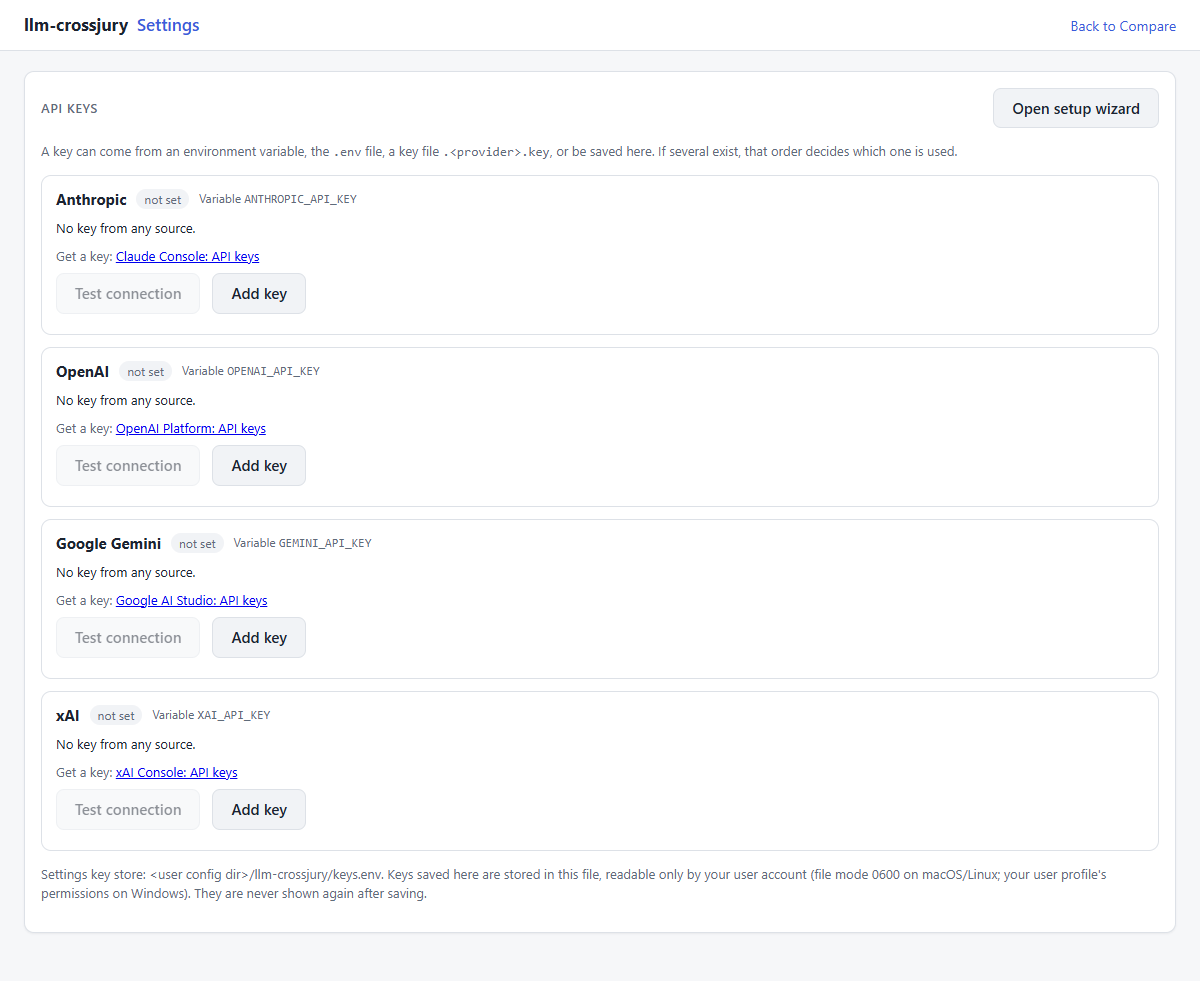 llm-crossjury Settings
Back to Compare
API KEYS
Open setup wizard
A key can come from an environment variable, the .env file, a key file .<provider>.key, or be saved here. If several exist, that order decides which one is used.
Anthropic not set Variable ANTHROPIC_API_KEY
No key from any source.
Get a key: Claude Console: API keys
Test connection Add key
OpenAI not set Variable OPENAI_API_KEY
No key from any source.
Get a key: OpenAI Platform: API keys
Test connection Add key
Google Gemini not set Variable GEMINI_API_KEY
No key from any source.
Get a key: Google AI Studio: API keys
Test connection Add key
xAI not set Variable XAI_API_KEY
No key from any source.
Get a key: xAI Console: API keys
Test connection Add key
Settings key store: <user config dir>/llm-crossjury/keys.env. Keys saved here are stored in this file, readable only by your user account (file mode 0600 on macOS/Linux; your user profile's
permissions on Windows). They are never shown again after saving.